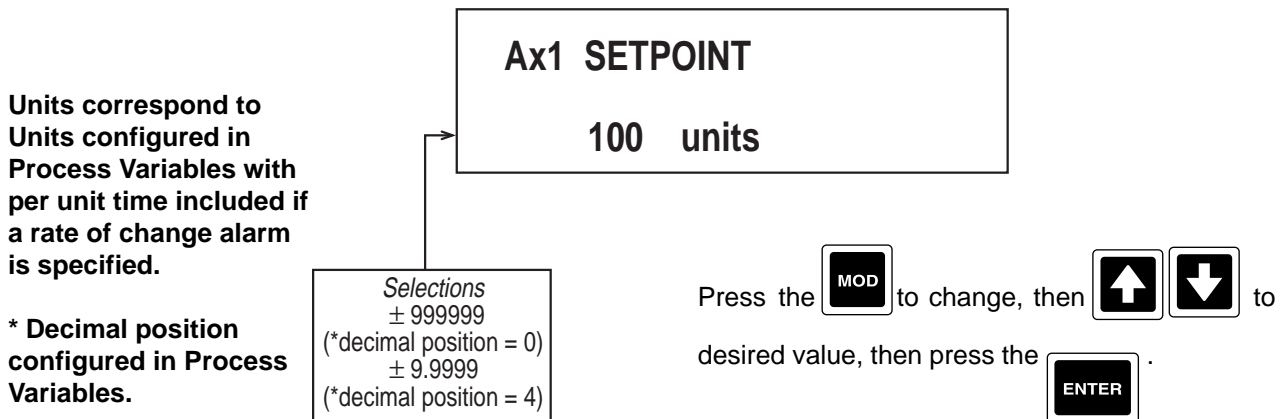 Ax1 SETPOINT
100 units
Units correspond to
Units configured in
Process Variables with
per unit time included if
a rate of change alarm
is specified.
* Decimal position
configured in Process
Variables.
Selections
± 999999
(*decimal position = 0)
± 9.9999
(*decimal position = 4)
Press the MOD to change, then to
desired value, then press the ENTER .